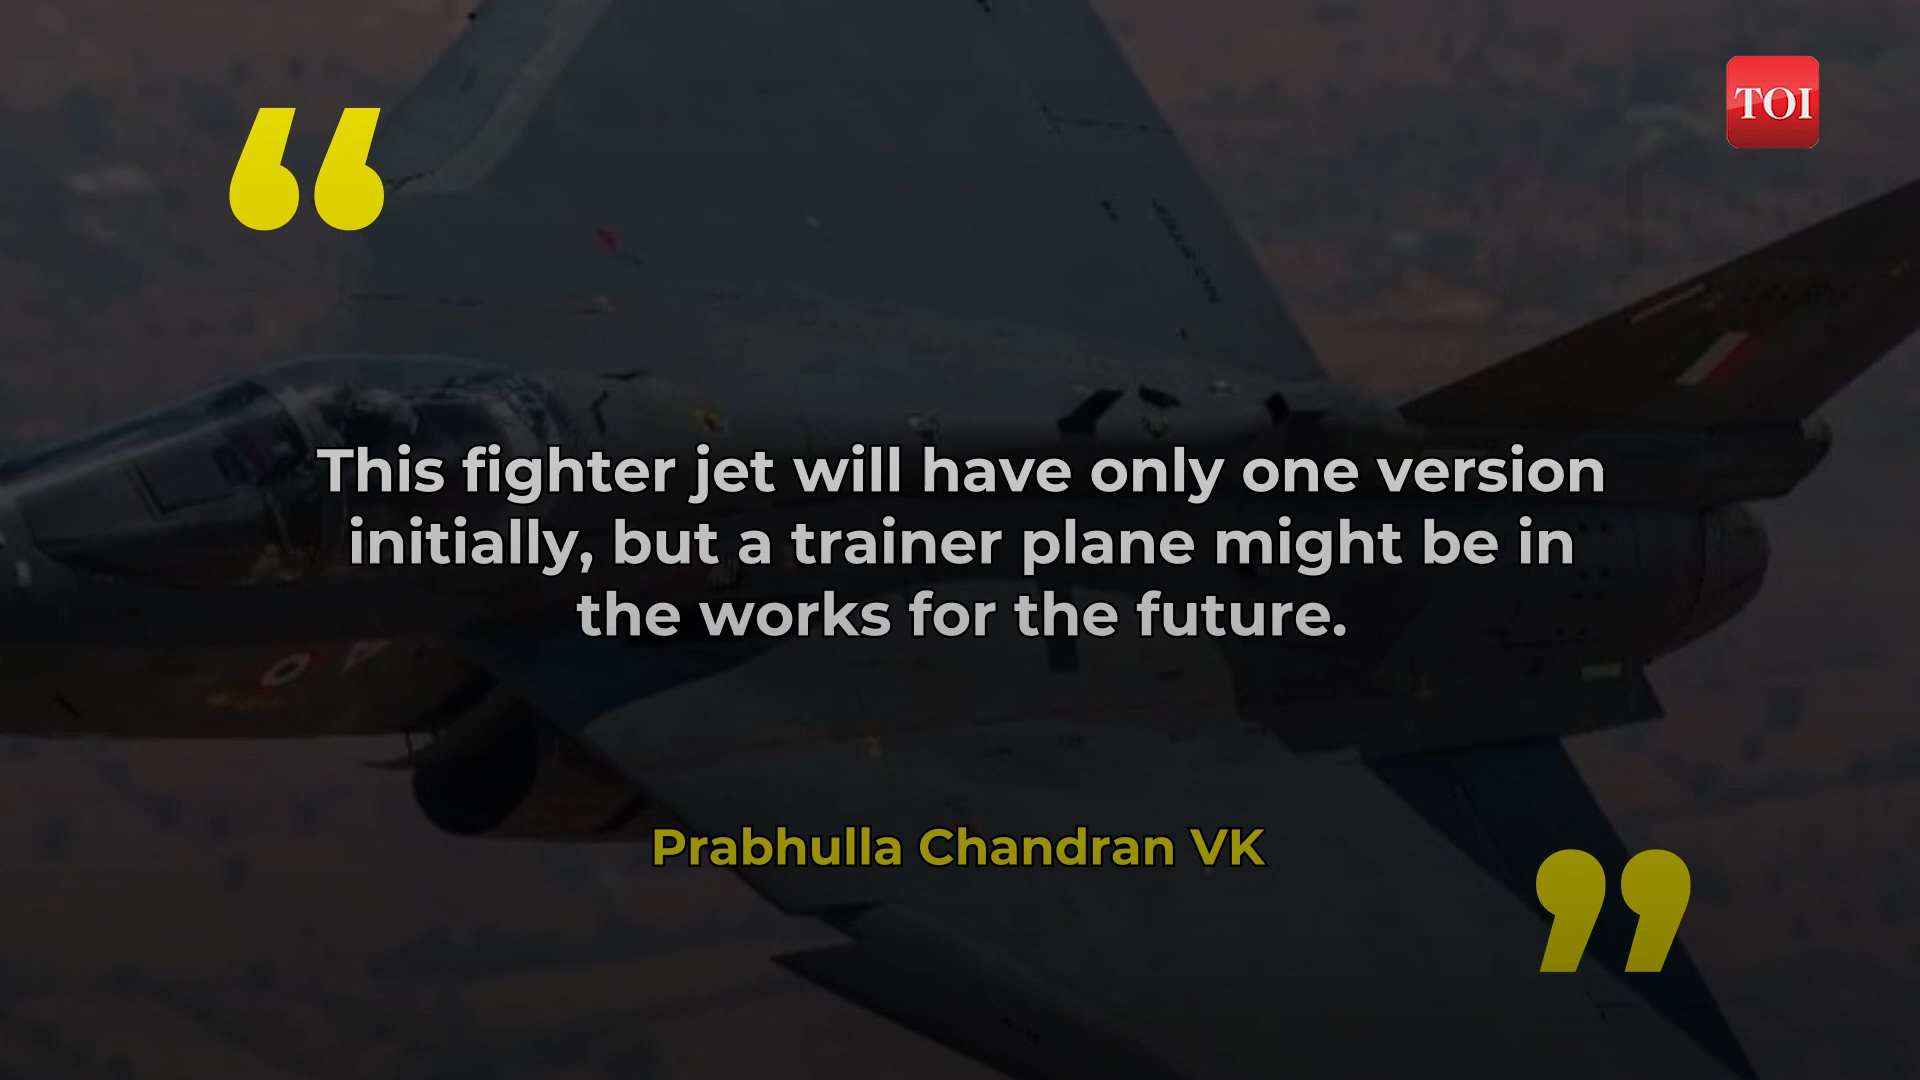 TOI
This fighter jet will have only one version
initially, but a trainer plane might be in
the works for the future.
Prabhulla Chandran VK